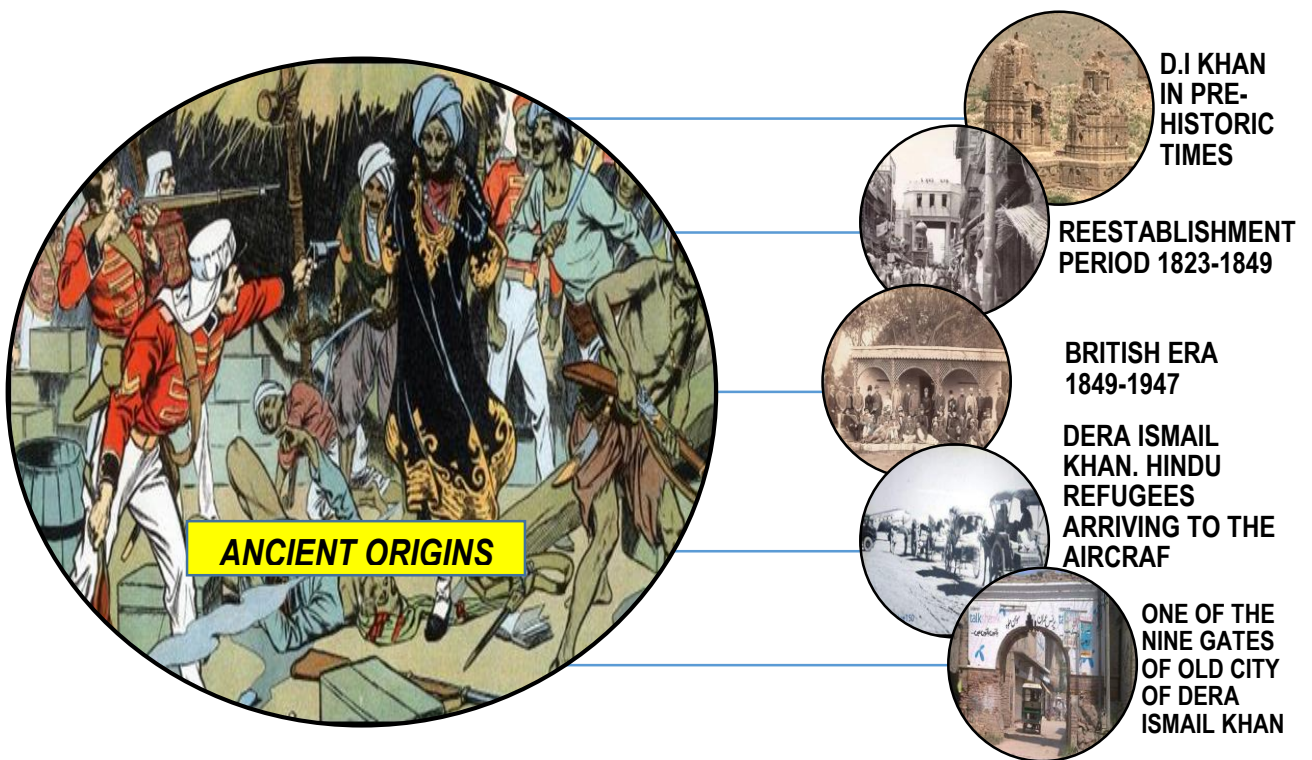 ANCIENT ORIGINS
D.I KHAN
IN PRE-
HISTORIC
TIMES
REESTABLISHMENT
PERIOD 1823-1849
BRITISH ERA
1849-1947
DERA ISMAIL
KHAN. HINDU
REFUGEES
ARRIVING TO THE
AIRCRAF
talk
ONE OF THE
NINE GATES
OF OLD CITY
OF DERA
ISMAIL KHAN